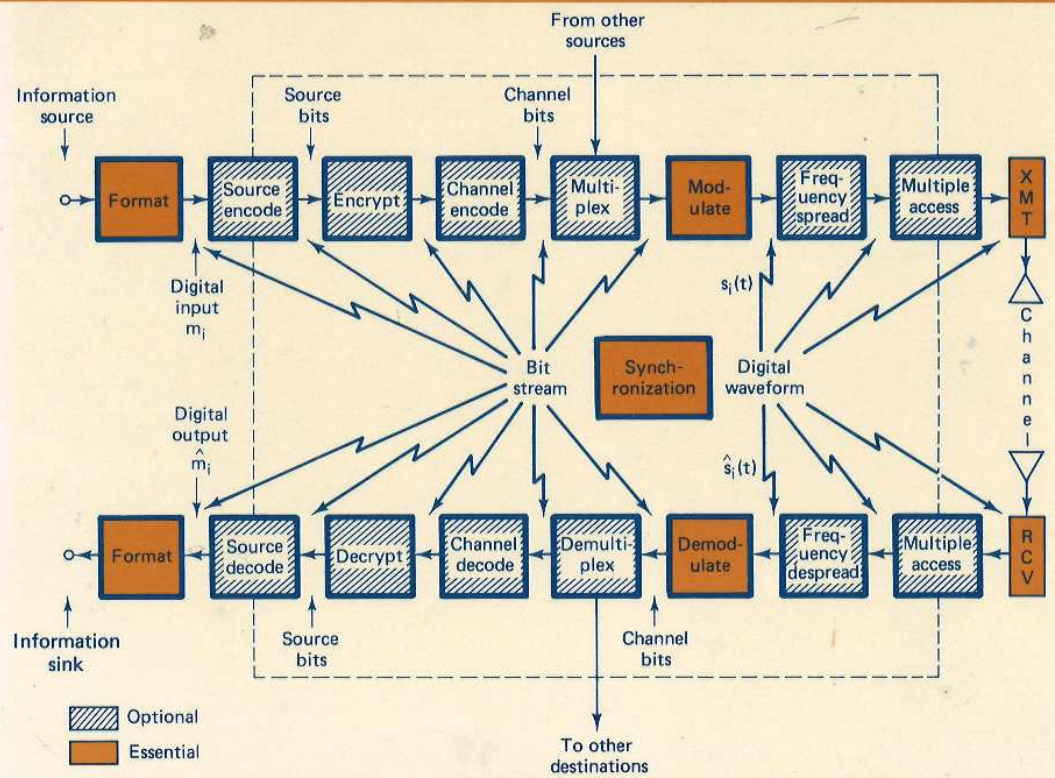 From other
sources
Information
source
Source
bits
Channel
bits
Format
Source
encode
Encrypt
Channel
encode
Multi-
plex
Mod-
ulate
Freq-
uency
spread
Multiple
access
X
M
T
Digital
input
m_i
s_i(t)
Bit
stream
Synch-
ronization
Digital
waveform
C
h
a
n
n
e
l
Digital
output
m̂_i
ŝ_i(t)
Format
Source
decode
Decrypt
Channel
decode
Demulti-
plex
Demod-
ulate
Freq-
uency
despread
Multiple
access
R
C
V
Information
sink
Source
bits
Channel
bits
Optional
Essential
To other
destinations